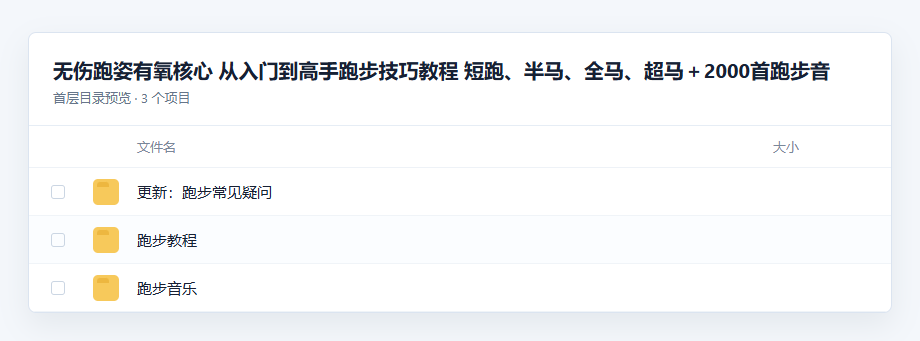 无伤跑姿有氧核心 从入门到高手跑步技巧教程 短跑、半马、全马、超马＋2000首跑步音
首层目录预览 · 3 个项目
文件名 大小
更新：跑步常见疑问
跑步教程
跑步音乐